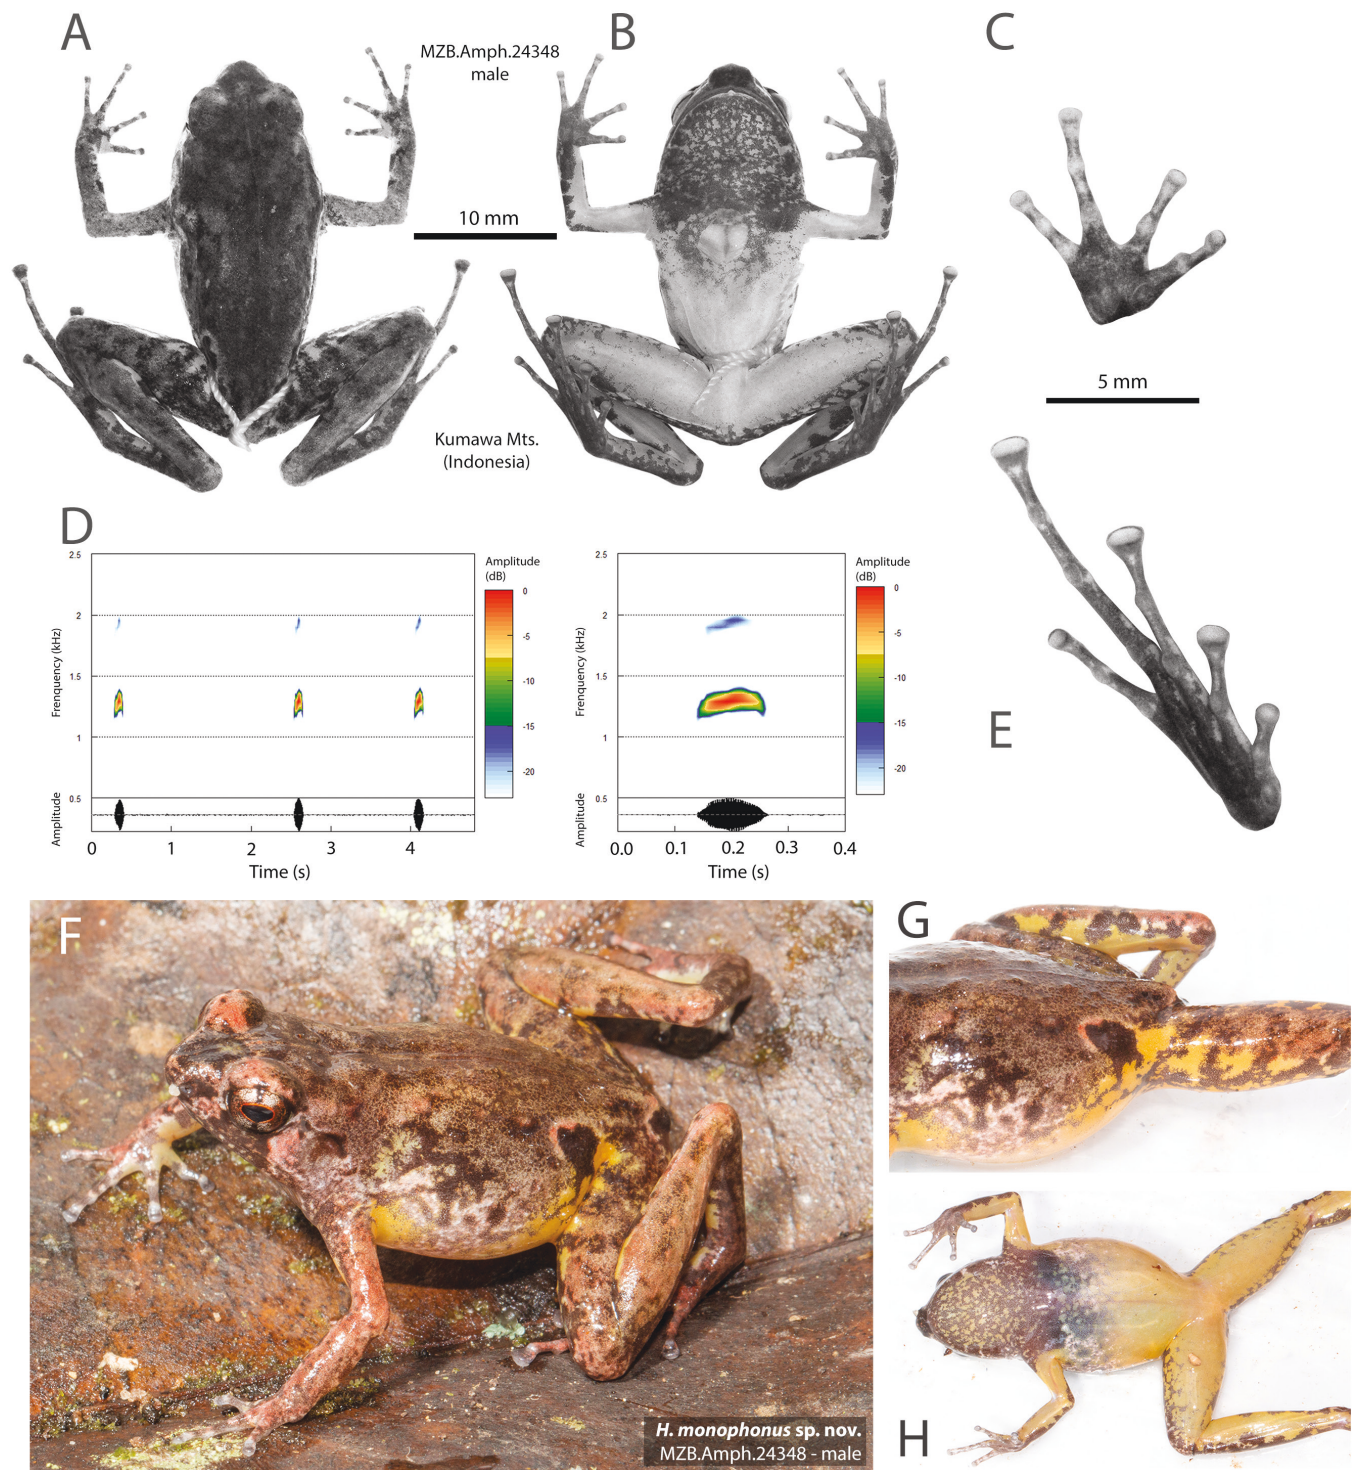 A
B
C
MZB.Amph.24348
male
10 mm
5 mm
Kumawa Mts.
(Indonesia)
D
E
2.5
2
1.5
1
0.5
Frenquency (kHz)
Amplitude
0 1 2 3 4
Time (s)
Amplitude
(dB)
0
-5
-10
-15
-20
2.5
2
1.5
1
0.5
Frenquency (kHz)
Amplitude
0.0 0.1 0.2 0.3 0.4
Time (s)
Amplitude
(dB)
0
-5
-10
-15
-20
F
G
H. monophonus sp. nov.
MZB.Amph.24348 - male
H